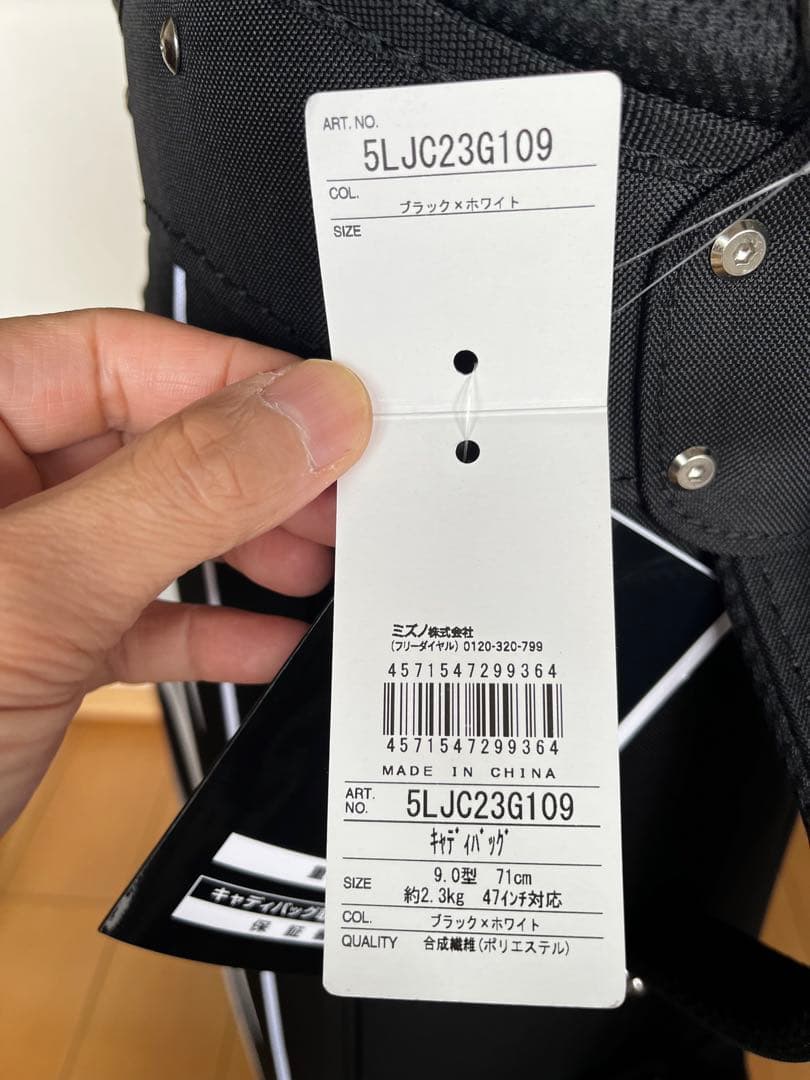 ART. NO.
5LJC23G109
COL.
ブラック×ホワイト
SIZE
ミズノ株式会社
(フリーダイヤル) 0120-320-799
4571547299364
4571547299364
MADE IN CHINA
ART. NO. 5LJC23G109
ｷｬﾃﾞｨﾊﾞｯｸﾞ
SIZE 9.0型 71cm
約2.3kg 47ｲﾝﾁ対応
COL. ブラック×ホワイト
QUALITY 合成繊維(ポリエステル)
キャディバッグ
保 証